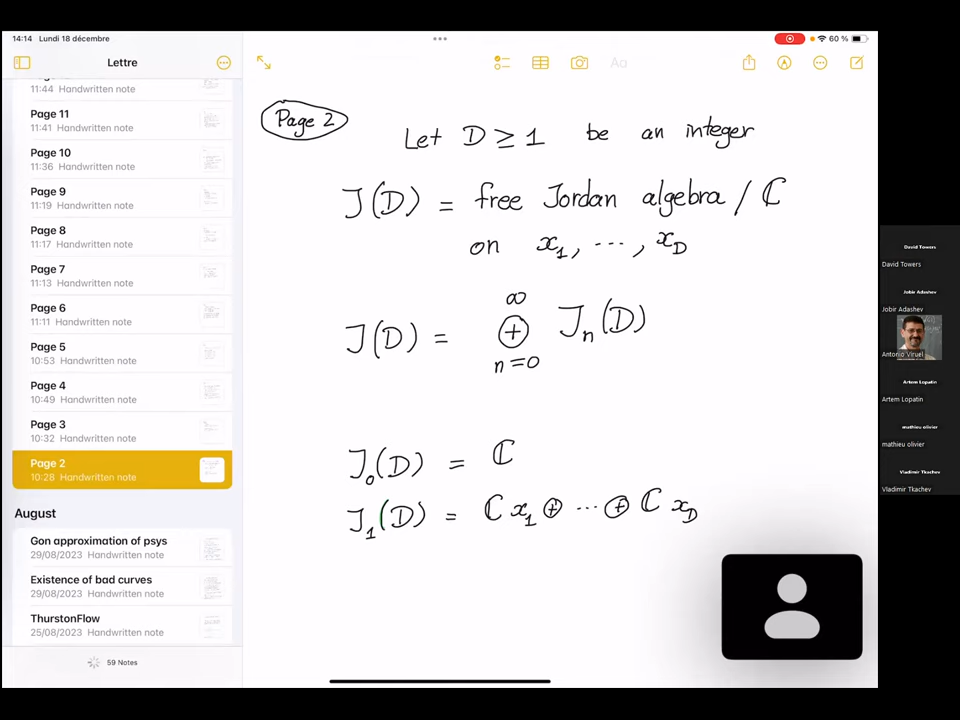 14:14 Lundi 18 décembre
60 %
Lettre
11:44 Handwritten note
Page 11
11:41 Handwritten note
Page 10
11:36 Handwritten note
Page 9
11:19 Handwritten note
Page 8
11:17 Handwritten note
Page 7
11:13 Handwritten note
Page 6
11:11 Handwritten note
Page 5
10:53 Handwritten note
Page 4
10:49 Handwritten note
Page 3
10:32 Handwritten note
Page 2
10:28 Handwritten note
August
Gon approximation of psys
29/08/2023 Handwritten note
Existence of bad curves
29/08/2023 Handwritten note
ThurstonFlow
25/08/2023 Handwritten note
59 Notes
Aa
Page 2
Let D ≥ 1 be an integer
J(D) = free Jordan algebra / ℂ
on x₁, ..., x_D
J(D) = ⊕_{n=0}^{∞} J_n(D)
J₀(D) = ℂ
J₁(D) = ℂ x₁ ⊕ ... ⊕ ℂ x_D
David Towers
David Towers
Jobir Adashev
Jobir Adashev
Antonio Viruel
Artem Lopatin
Artem Lopatin
mathieu olivier
mathieu olivier
Vladimir Tkachev
Vladimir Tkachev